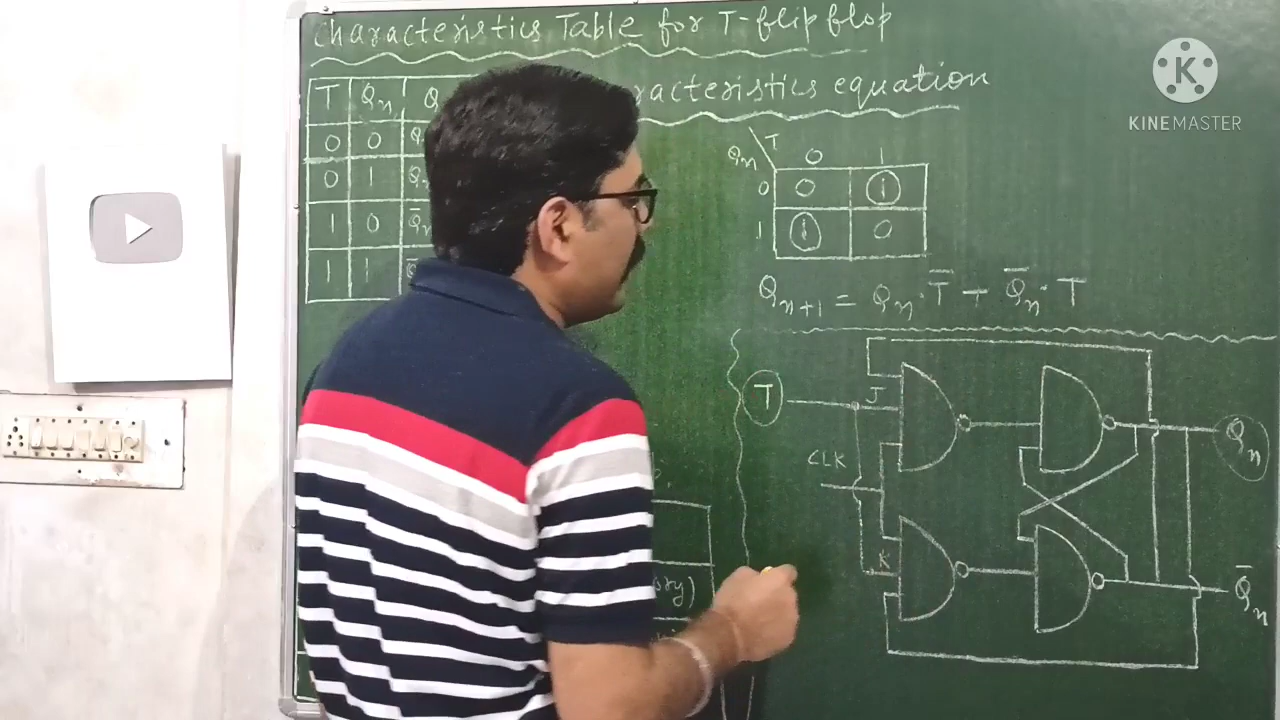 Characteristics Table for T-flip flop
T Qn Q
racteristics equation
0 0 Q
0 1 Q
1 0 Q̄n
1 1 Q̄
T
Qn
0 1
0 0 1
1 1 0
Qn+1 = Qn·T̄ + Q̄n·T
T
J
Qn
CLK
K
Q̄n
ory)
K
KINEMASTER